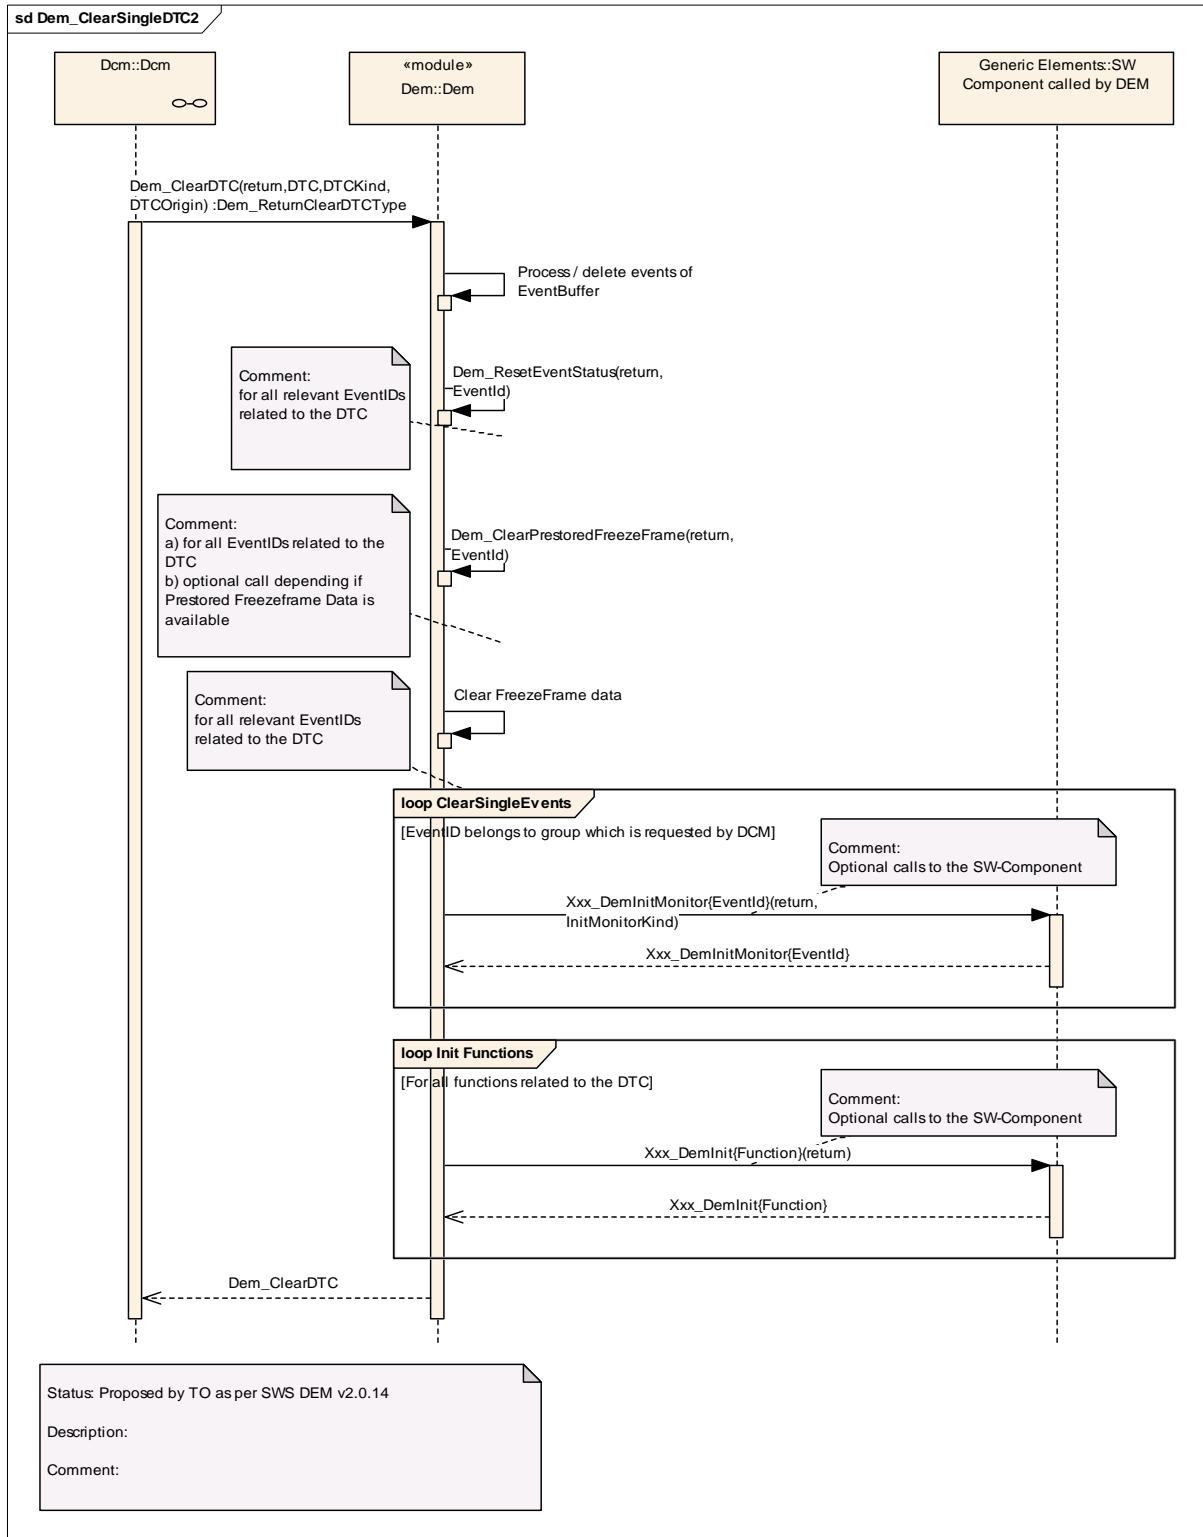 sd Dem_ClearSingleDTC2
Dcm::Dcm
«module»
Dem::Dem
Generic Elements::SW
Component called by DEM
Dem_ClearDTC(return,DTC,DTCKind,
DTCOrigin) :Dem_ReturnClearDTCType
Process / delete events of
EventBuffer
Comment:
for all relevant EventIDs
related to the DTC
Dem_ResetEventStatus(return,
EventId)
Comment:
a) for all EventIDs related to the
DTC
b) optional call depending if
Prestored Freezeframe Data is
available
Dem_ClearPrestoredFreezeFrame(return,
EventId)
Comment:
for all relevant EventIDs
related to the DTC
Clear FreezeFrame data
loop ClearSingleEvents
[EventID belongs to group which is requested by DCM]
Comment:
Optional calls to the SW-Component
Xxx_DemInitMonitor{EventId}(return,
InitMonitorKind)
Xxx_DemInitMonitor{EventId}
loop Init Functions
[For all functions related to the DTC]
Comment:
Optional calls to the SW-Component
Xxx_DemInit{Function}(return)
Xxx_DemInit{Function}
Dem_ClearDTC
Status: Proposed by TO as per SWS DEM v2.0.14
Description:
Comment: